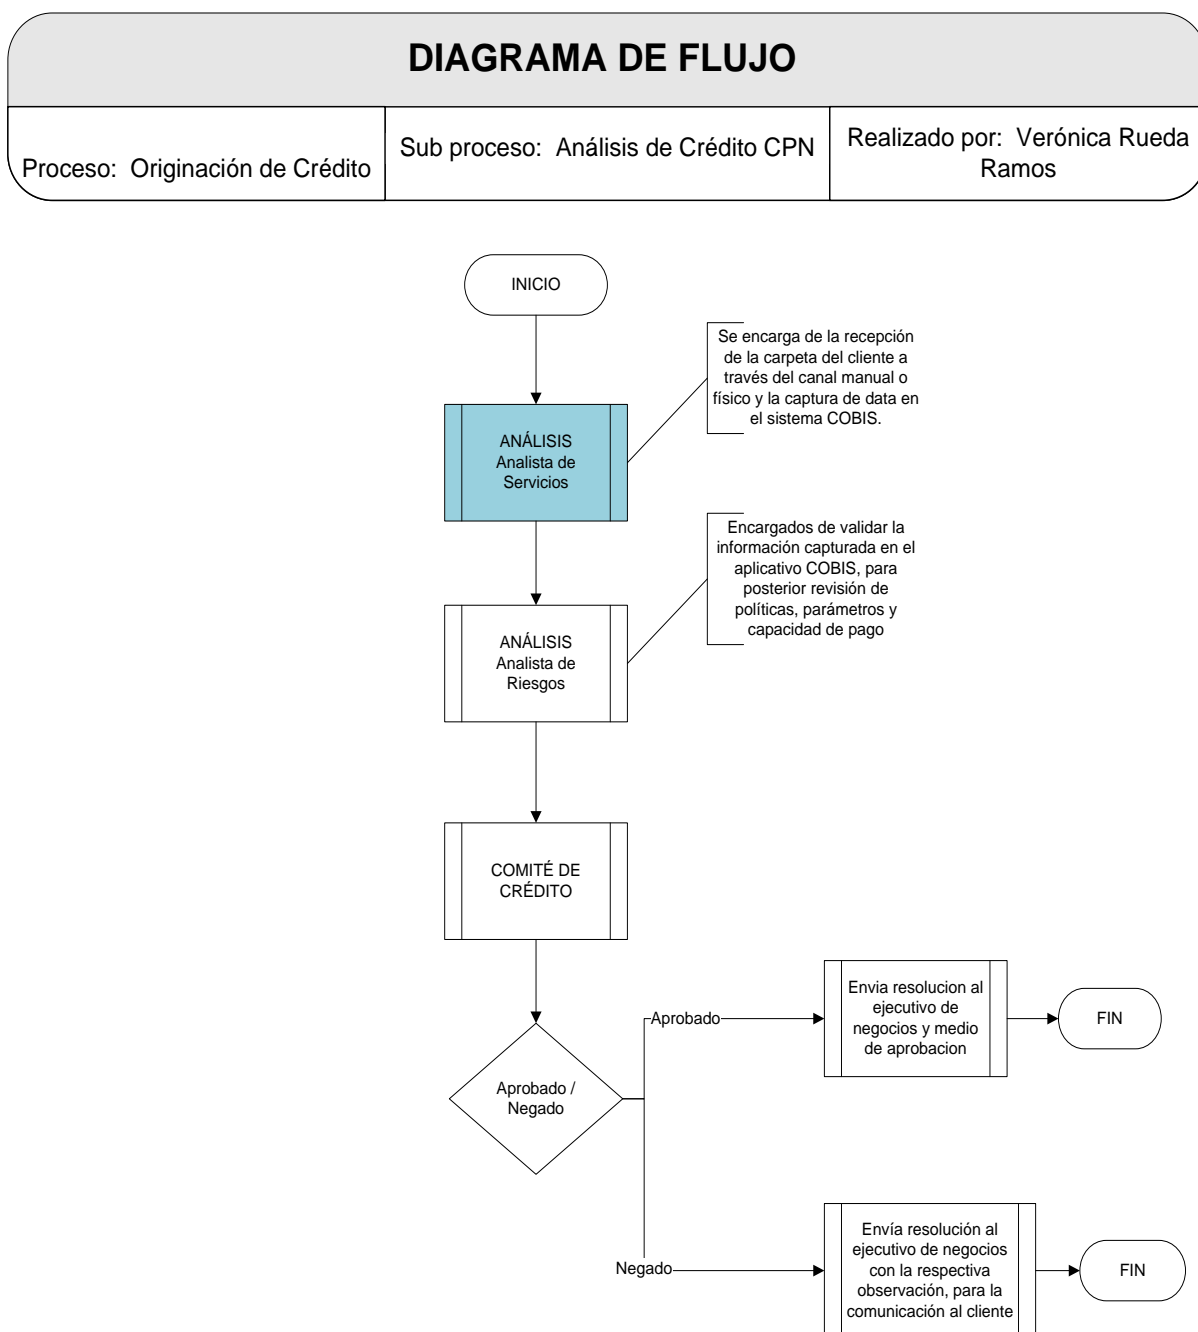 DIAGRAMA DE FLUJO
Proceso: Originación de Crédito
Sub proceso: Análisis de Crédito CPN
Realizado por: Verónica Rueda
Ramos
INICIO
Se encarga de la recepción
de la carpeta del cliente a
través del canal manual o
físico y la captura de data en
el sistema COBIS.
ANÁLISIS
Analista de
Servicios
Encargados de validar la
información capturada en el
aplicativo COBIS, para
posterior revisión de
políticas, parámetros y
capacidad de pago
ANÁLISIS
Analista de
Riesgos
COMITÉ DE
CRÉDITO
Aprobado /
Negado
Aprobado
Envia resolucion al
ejecutivo de
negocios y medio
de aprobacion
FIN
Negado
Envía resolución al
ejecutivo de negocios
con la respectiva
observación, para la
comunicación al cliente
FIN